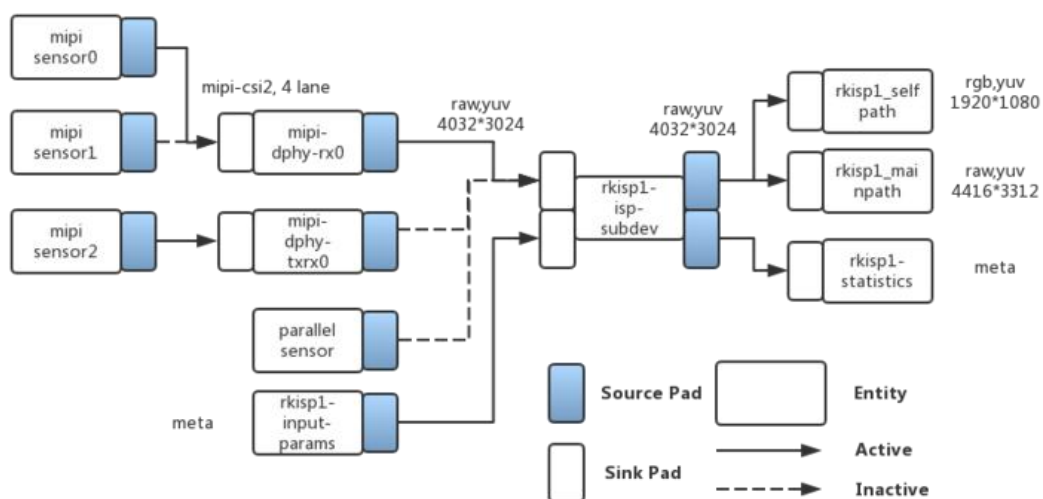 mipi
sensor0
mipi-csi2, 4 lane
mipi
sensor1
mipi-
dphy-rx0
raw,yuv
4032*3024
mipi
sensor2
mipi-
dphy-
txrx0
parallel
sensor
meta
rkisp1-
input-
params
rkisp1-
isp-
subdev
raw,yuv
4032*3024
rkisp1_self
path
rgb,yuv
1920*1080
rkisp1_mai
npath
raw,yuv
4416*3312
rkisp1-
statistics
meta
Source Pad
Entity
Sink Pad
Active
Inactive